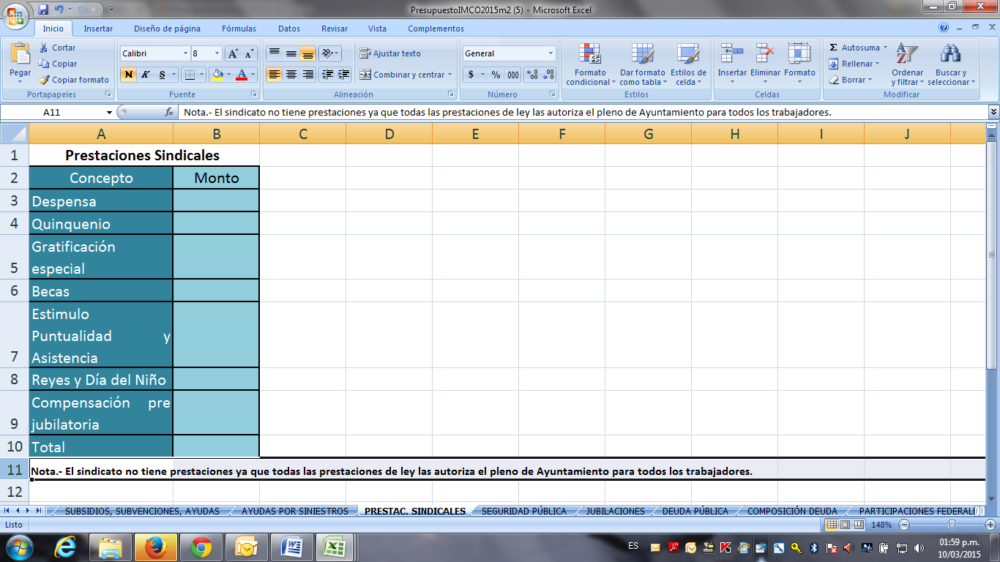 PresupuestoIMCO2015m2 (5) - Microsoft Excel
Inicio Insertar Diseño de página Fórmulas Datos Revisar Vista Complementos
Pegar
Cortar
Copiar
Copiar formato
Portapapeles
Calibri 8
N K S
Fuente
Ajustar texto
Combinar y centrar
Alineación
General
$ % 000
Número
Formato condicional
Dar formato como tabla
Estilos de celda
Estilos
Insertar Eliminar Formato
Celdas
Autosuma
Rellenar
Borrar
Ordenar y filtrar
Buscar y seleccionar
Modificar
A11 fx Nota.- El sindicato no tiene prestaciones ya que todas las prestaciones de ley las autoriza el pleno de Ayuntamiento para todos los trabajadores.
A B C D E F G H I J
1 Prestaciones Sindicales
2 Concepto Monto
3 Despensa
4 Quinquenio
Gratificación
5 especial
6 Becas
Estimulo
Puntualidad y
7 Asistencia
8 Reyes y Día del Niño
Compensación pre
9 jubilatoria
10 Total
11 Nota.- El sindicato no tiene prestaciones ya que todas las prestaciones de ley las autoriza el pleno de Ayuntamiento para todos los trabajadores.
12
SUBSIDIOS, SUBVENCIONES, AYUDAS AYUDAS POR SINIESTROS PRESTAC. SINDICALES SEGURIDAD PÚBLICA JUBILACIONES DEUDA PÚBLICA COMPOSICIÓN DEUDA PARTICIPACIONES FEDERAL
Listo 148%
ES 01:59 p.m.
10/03/2015